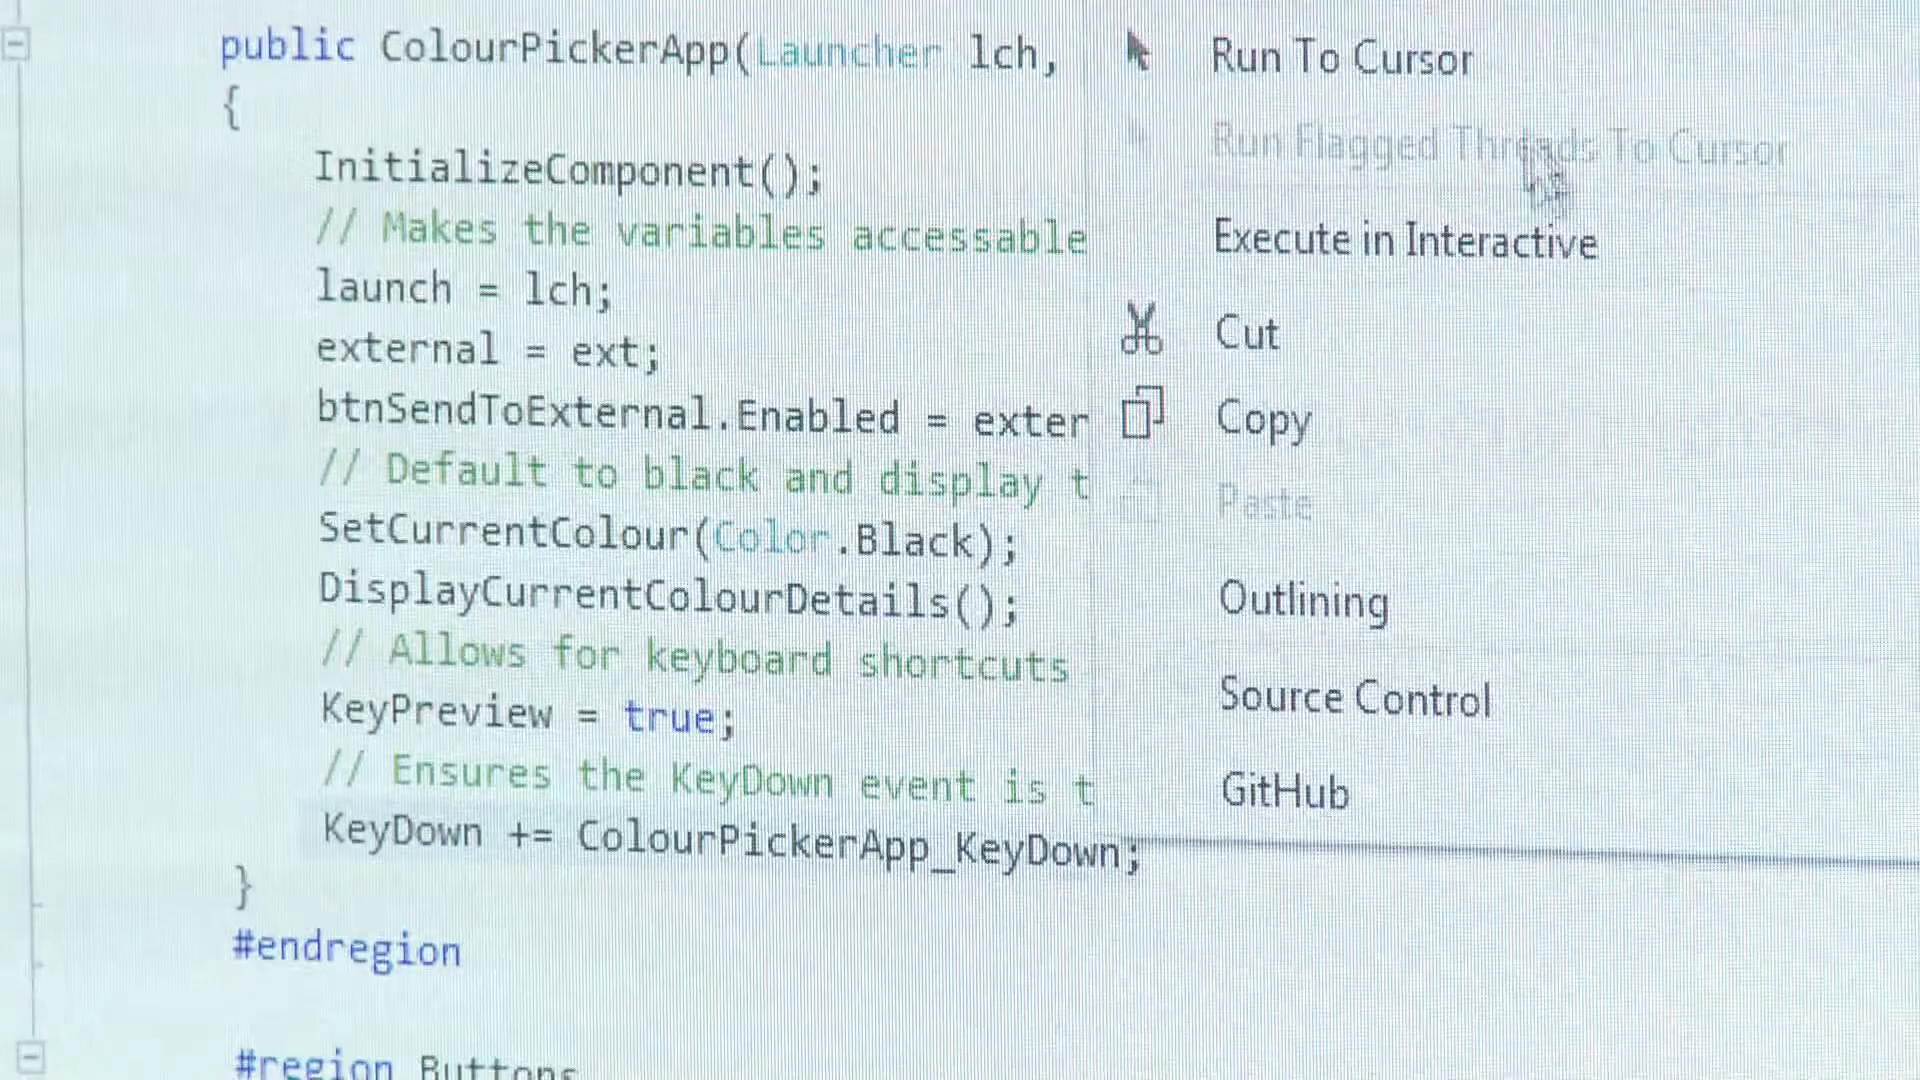 public ColourPickerApp(Launcher lch,
{
InitializeComponent();
// Makes the variables accessable
launch = lch;
external = ext;
btnSendToExternal.Enabled = exter
// Default to black and display t
SetCurrentColour(Color.Black);
DisplayCurrentColourDetails();
// Allows for keyboard shortcuts
KeyPreview = true;
// Ensures the KeyDown event is t
KeyDown += ColourPickerApp_KeyDown;
}
#endregion
#region Buttons
Run To Cursor
Run Flagged Threads To Cursor
Execute in Interactive
Cut
Copy
Paste
Outlining
Source Control
GitHub